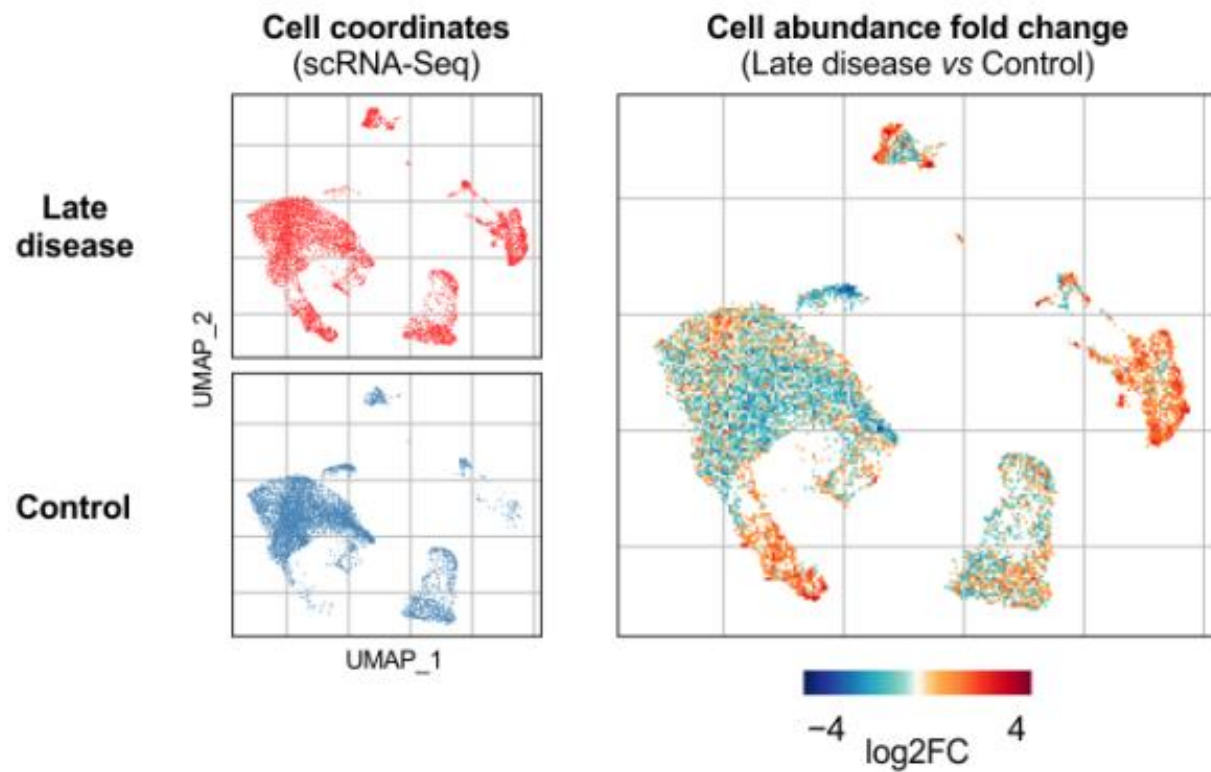 Cell coordinates
(scRNA-Seq)
Cell abundance fold change
(Late disease vs Control)
Late
disease
Control
UMAP_2
UMAP_1
−4
4
log2FC